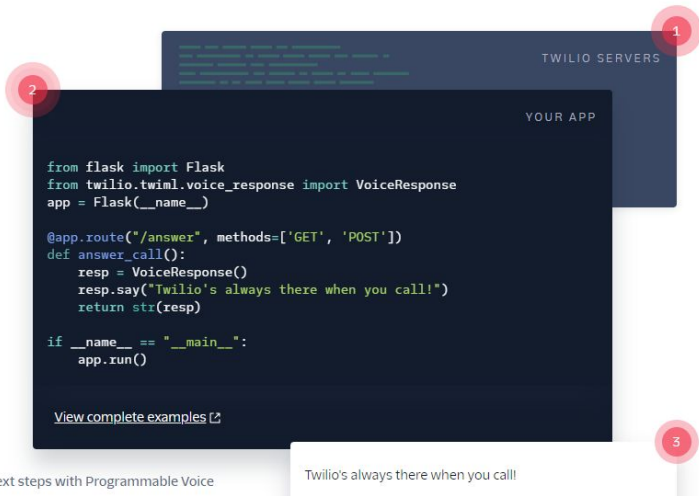 1
TWILIO SERVERS
2
YOUR APP
from flask import Flask
from twilio.twiml.voice_response import VoiceResponse
app = Flask(__name__)
@app.route("/answer", methods=['GET', 'POST'])
def answer_call():
    resp = VoiceResponse()
    resp.say("Twilio's always there when you call!")
    return str(resp)
if __name__ == "__main__":
    app.run()
View complete examples
3
Twilio's always there when you call!
ext steps with Programmable Voice